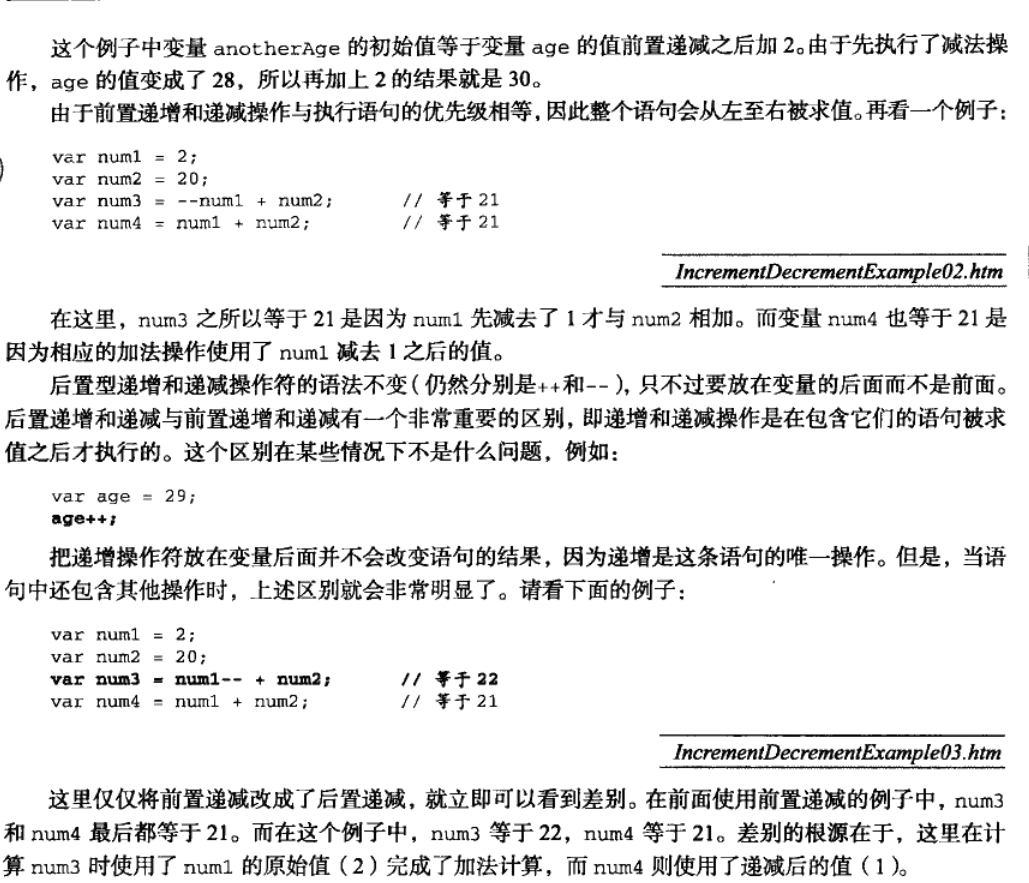 这个例子中变量 anotherAge 的初始值等于变量 age 的值前置递减之后加 2。由于先执行了减法操
作，age 的值变成了 28，所以再加上 2 的结果就是 30。
由于前置递增和递减操作与执行语句的优先级相等，因此整个语句会从左至右被求值。再看一个例子：
var num1 = 2;
var num2 = 20;
var num3 = --num1 + num2; // 等于 21
var num4 = num1 + num2; // 等于 21
IncrementDecrementExample02.htm
在这里，num3 之所以等于 21 是因为 num1 先减去了 1 才与 num2 相加。而变量 num4 也等于 21 是
因为相应的加法操作使用了 num1 减去 1 之后的值。
后置型递增和递减操作符的语法不变（仍然分别是++和--），只不过要放在变量的后面而不是前面。
后置递增和递减与前置递增和递减有一个非常重要的区别，即递增和递减操作是在包含它们的语句被求
值之后才执行的。这个区别在某些情况下不是什么问题，例如：
var age = 29;
age++;
把递增操作符放在变量后面并不会改变语句的结果，因为递增是这条语句的唯一操作。但是，当语
句中还包含其他操作时，上述区别就会非常明显了。请看下面的例子：
var num1 = 2;
var num2 = 20;
var num3 = num1-- + num2; // 等于 22
var num4 = num1 + num2; // 等于 21
IncrementDecrementExample03.htm
这里仅仅将前置递减改成了后置递减，就立即可以看到差别。在前面使用前置递减的例子中，num3
和 num4 最后都等于 21。而在这个例子中，num3 等于 22，num4 等于 21。差别的根源在于，这里在计
算 num3 时使用了 num1 的原始值（2）完成了加法计算，而 num4 则使用了递减后的值（1）。